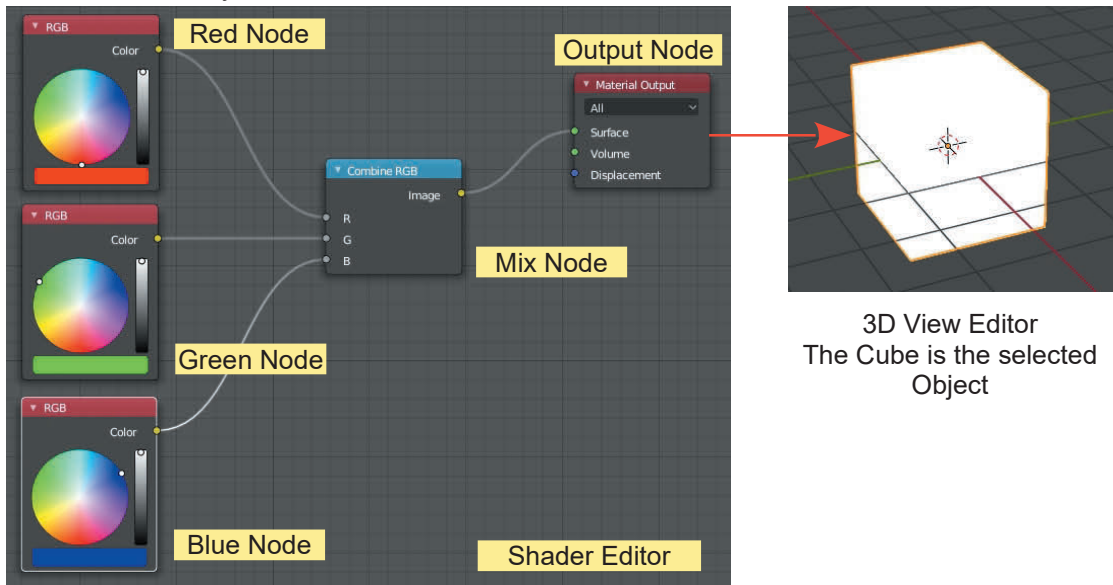 RGB
Color
Red Node
Output Node
Material Output
All
Surface
Volume
Displacement
Combine RGB
Image
R
G
B
Mix Node
RGB
Color
Green Node
RGB
Color
Blue Node
Shader Editor
3D View Editor
The Cube is the selected
Object